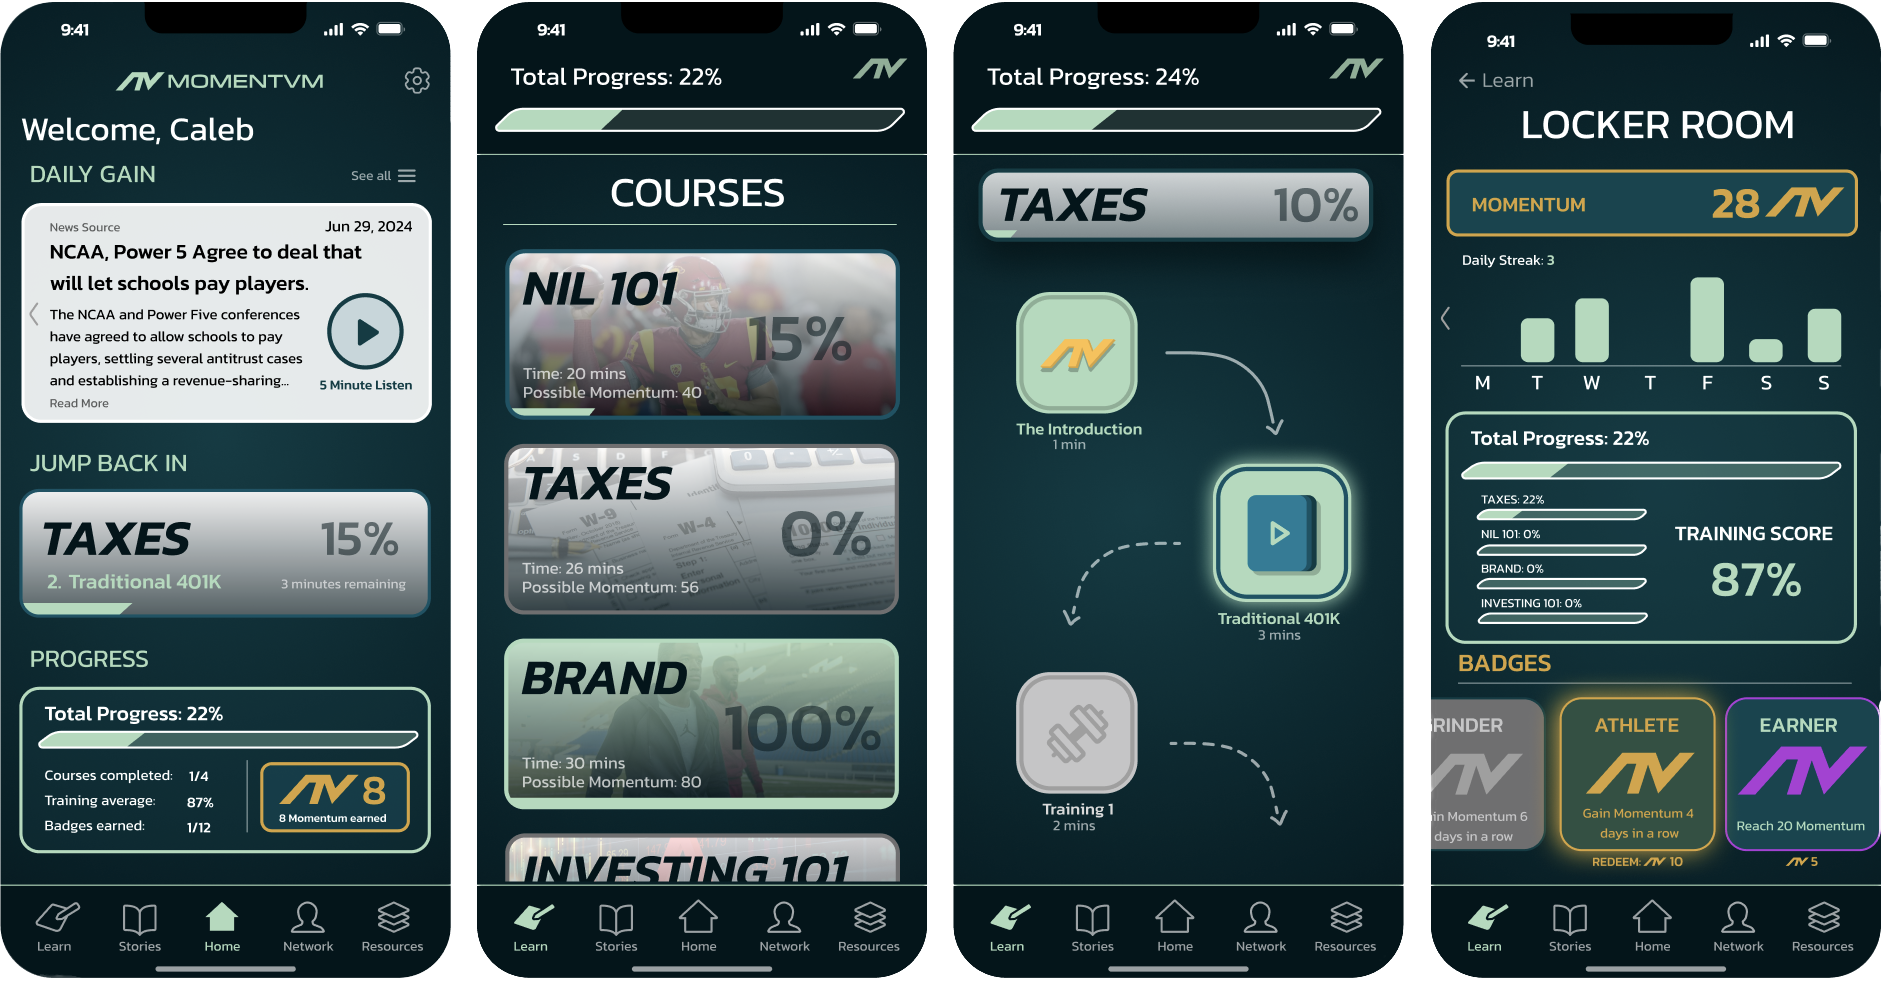 9:41
MOMENTVM
Welcome, Caleb
DAILY GAIN
See all
News Source
Jun 29, 2024
NCAA, Power 5 Agree to deal that
will let schools pay players.
The NCAA and Power Five conferences
have agreed to allow schools to pay
players, settling several antitrust cases
and establishing a revenue-sharing...
5 Minute Listen
Read More
JUMP BACK IN
TAXES 15%
2. Traditional 401K
3 minutes remaining
PROGRESS
Total Progress: 22%
Courses completed: 1/4
Training average: 87%
Badges earned: 1/12
8
8 Momentum earned
Learn
Stories
Home
Network
Resources
9:41
Total Progress: 22%
COURSES
NIL 101
15%
Time: 20 mins
Possible Momentum: 40
TAXES
W-9
W-4
1040
0%
Time: 26 mins
Possible Momentum: 56
BRAND
100%
Time: 30 mins
Possible Momentum: 80
INVESTING 101
Learn
Stories
Home
Network
Resources
9:41
Total Progress: 24%
TAXES 10%
The Introduction
1 min
Traditional 401K
3 mins
Training 1
2 mins
Learn
Stories
Home
Network
Resources
9:41
Learn
LOCKER ROOM
MOMENTUM 28
Daily Streak: 3
M T W T F S S
Total Progress: 22%
TAXES: 22%
NIL 101: 0%
BRAND: 0%
INVESTING 101: 0%
TRAINING SCORE
87%
BADGES
RINDER
in Momentum 6
days in a row
ATHLETE
Gain Momentum 4
days in a row
REDEEM: 10
EARNER
Reach 20 Momentum
5
Learn
Stories
Home
Network
Resources